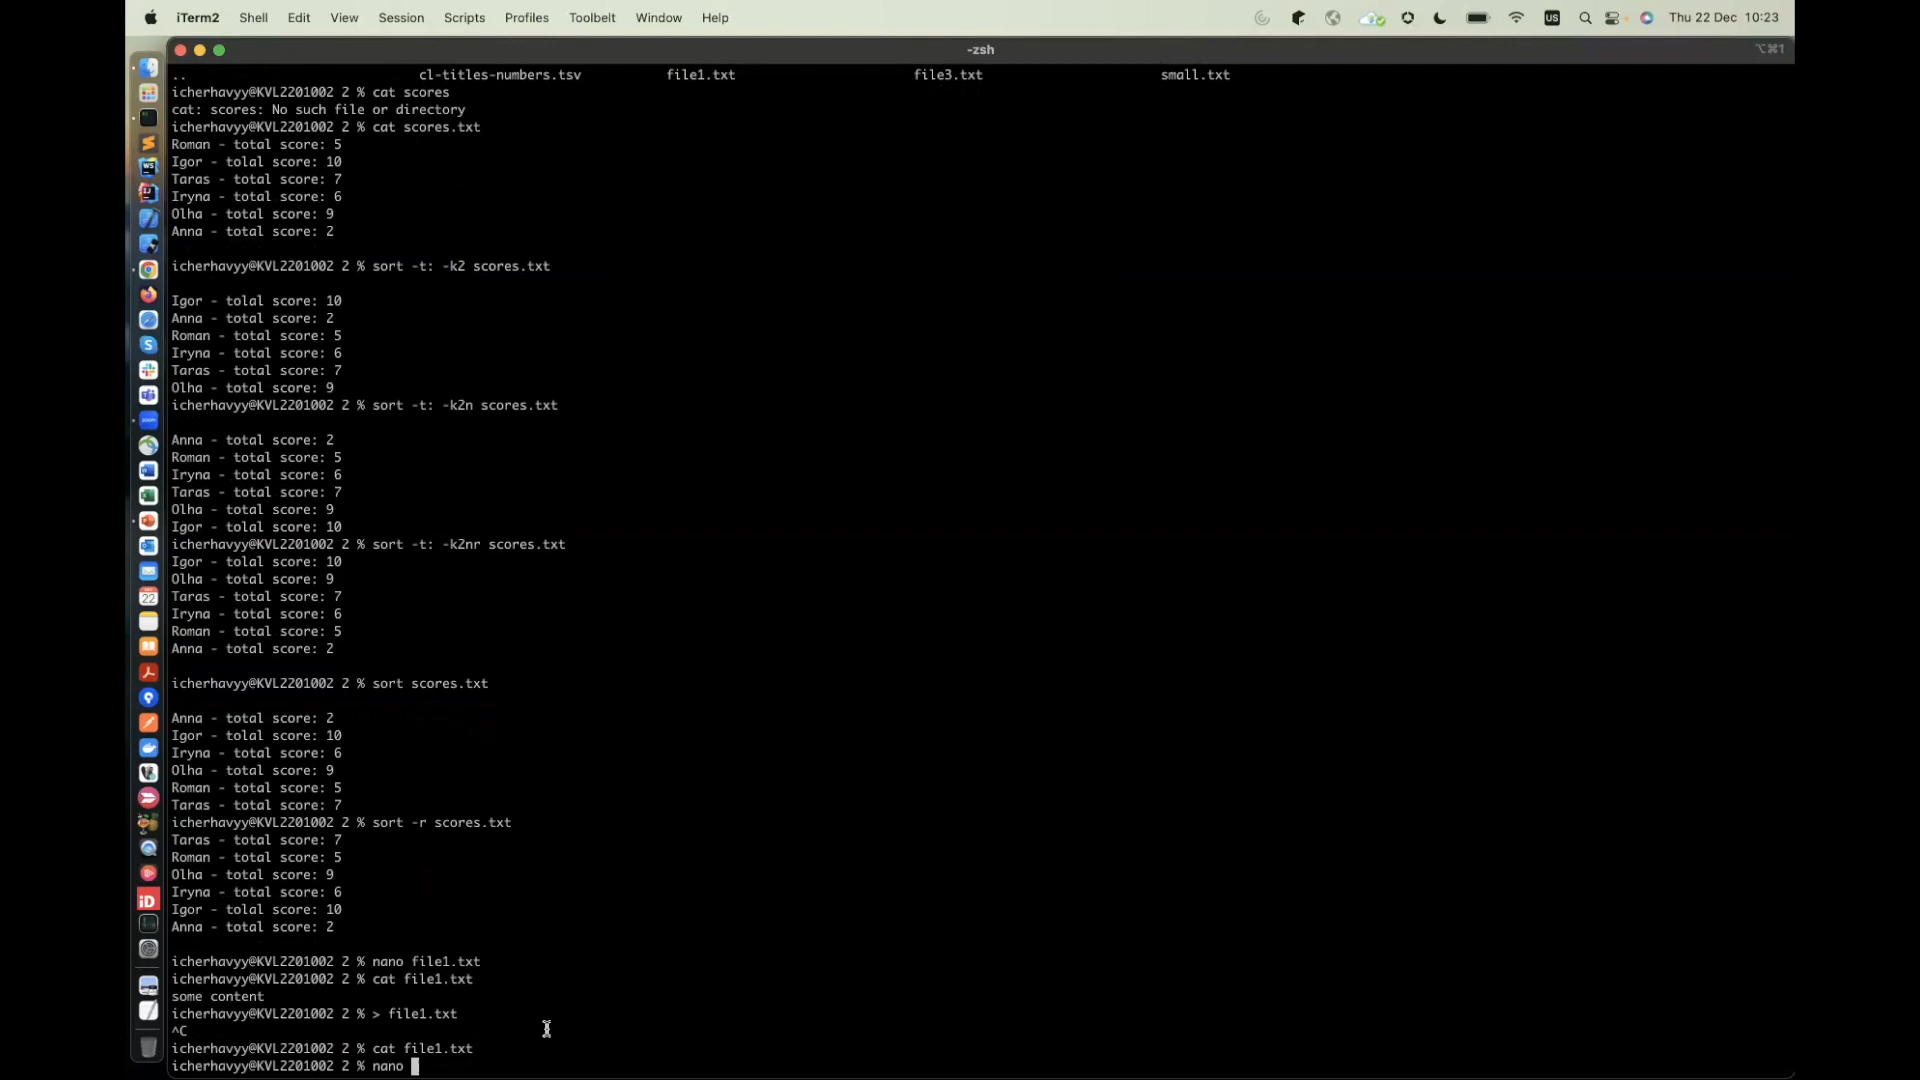 iTerm2 Shell Edit View Session Scripts Profiles Toolbelt Window Help US Thu 22 Dec 10:23
-zsh ⌥⌘1
.. cl-titles-numbers.tsv file1.txt file3.txt small.txt
icherhavyy@KVL2201002 2 % cat scores
cat: scores: No such file or directory
icherhavyy@KVL2201002 2 % cat scores.txt
Roman - total score: 5
Igor - tolal score: 10
Taras - total score: 7
Iryna - total score: 6
Olha - total score: 9
Anna - total score: 2
icherhavyy@KVL2201002 2 % sort -t: -k2 scores.txt
Igor - tolal score: 10
Anna - total score: 2
Roman - total score: 5
Iryna - total score: 6
Taras - total score: 7
Olha - total score: 9
icherhavyy@KVL2201002 2 % sort -t: -k2n scores.txt
Anna - total score: 2
Roman - total score: 5
Iryna - total score: 6
Taras - total score: 7
Olha - total score: 9
Igor - tolal score: 10
icherhavyy@KVL2201002 2 % sort -t: -k2nr scores.txt
Igor - tolal score: 10
Olha - total score: 9
Taras - total score: 7
Iryna - total score: 6
Roman - total score: 5
Anna - total score: 2
icherhavyy@KVL2201002 2 % sort scores.txt
Anna - total score: 2
Igor - tolal score: 10
Iryna - total score: 6
Olha - total score: 9
Roman - total score: 5
Taras - total score: 7
icherhavyy@KVL2201002 2 % sort -r scores.txt
Taras - total score: 7
Roman - total score: 5
Olha - total score: 9
Iryna - total score: 6
Igor - tolal score: 10
Anna - total score: 2
icherhavyy@KVL2201002 2 % nano file1.txt
icherhavyy@KVL2201002 2 % cat file1.txt
some content
icherhavyy@KVL2201002 2 % > file1.txt
^C
icherhavyy@KVL2201002 2 % cat file1.txt
icherhavyy@KVL2201002 2 % nano